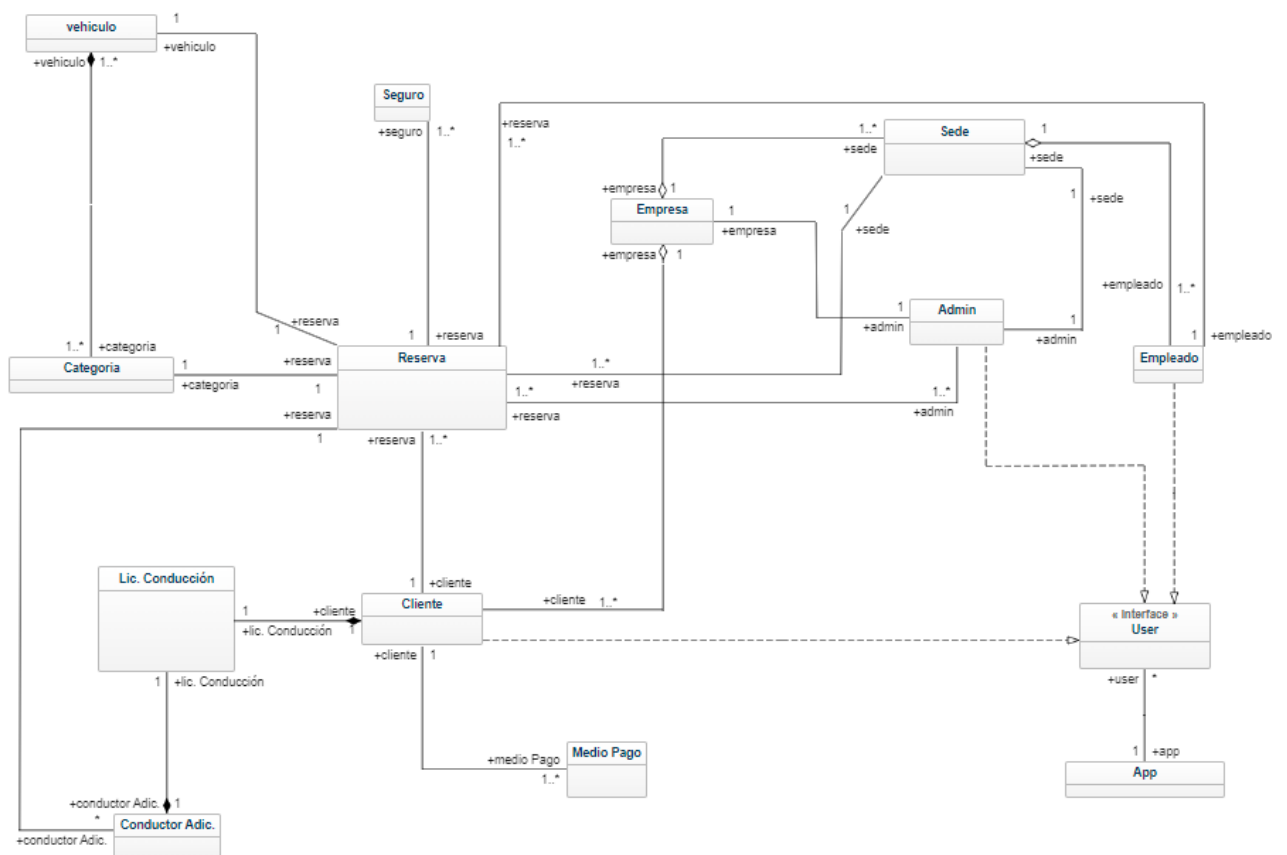 vehiculo
1
+vehiculo
+vehiculo
1..*
Seguro
+seguro
1..*
+reserva
1..*
1..*
+sede
Sede
1
+sede
1
+sede
1
+sede
+empresa
1
Empresa
1
+empresa
+empresa
1
+empleado
1..*
1
+admin
Admin
1
+admin
1
+empleado
Empleado
1..*
+categoria
Categoria
1
+categoria
1
+reserva
1
+reserva
+reserva
1
Reserva
1..*
+reserva
1..*
+reserva
1..*
+admin
+reserva
1
+reserva
1..*
Lic. Conducción
1
+lic. Conducción
+cliente
1
1
+cliente
Cliente
+cliente
1..*
+cliente
1
1
+lic. Conducción
« Interface »
User
+user
*
1
+app
App
+medio Pago
1..*
Medio Pago
+conductor Adic.
1
*
+conductor Adic.
Conductor Adic.